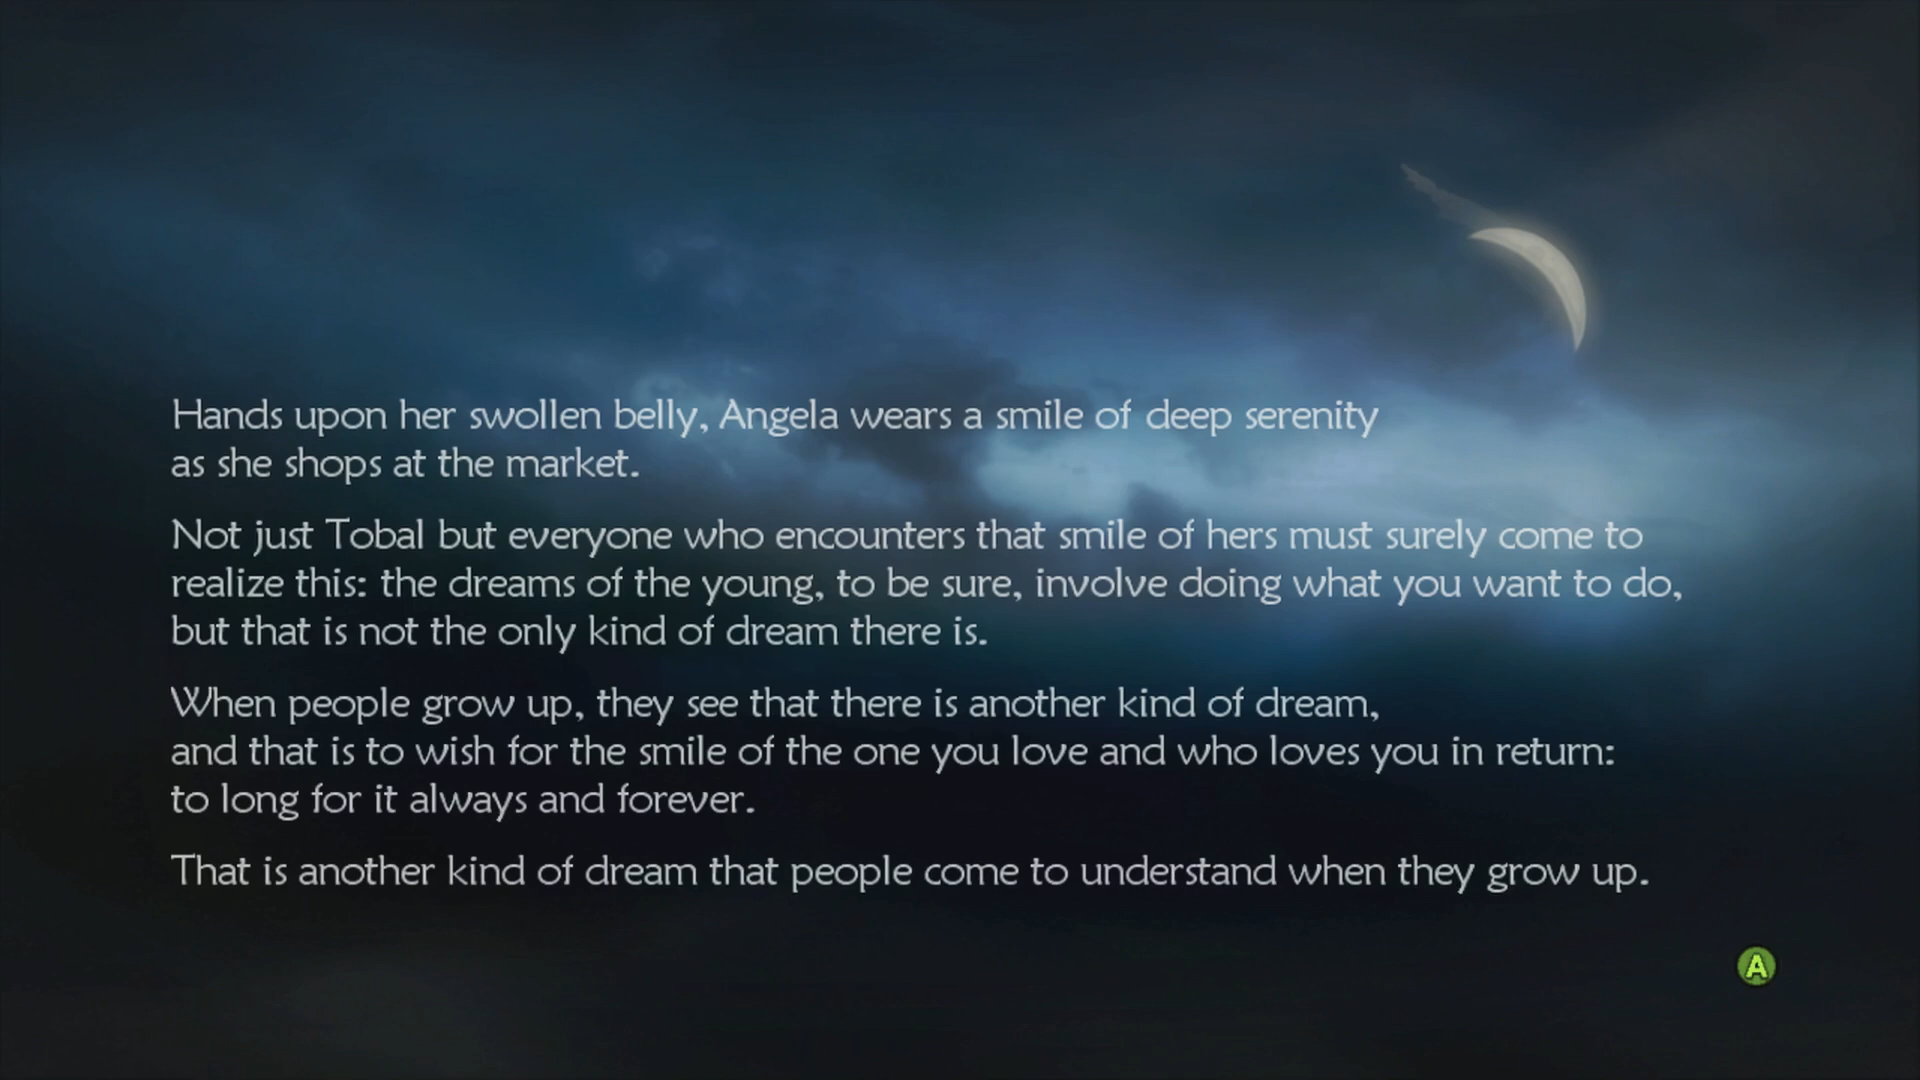 Hands upon her swollen belly, Angela wears a smile of deep serenity
as she shops at the market.
Not just Tobal but everyone who encounters that smile of hers must surely come to
realize this: the dreams of the young, to be sure, involve doing what you want to do,
but that is not the only kind of dream there is.
When people grow up, they see that there is another kind of dream,
and that is to wish for the smile of the one you love and who loves you in return:
to long for it always and forever.
That is another kind of dream that people come to understand when they grow up.
A